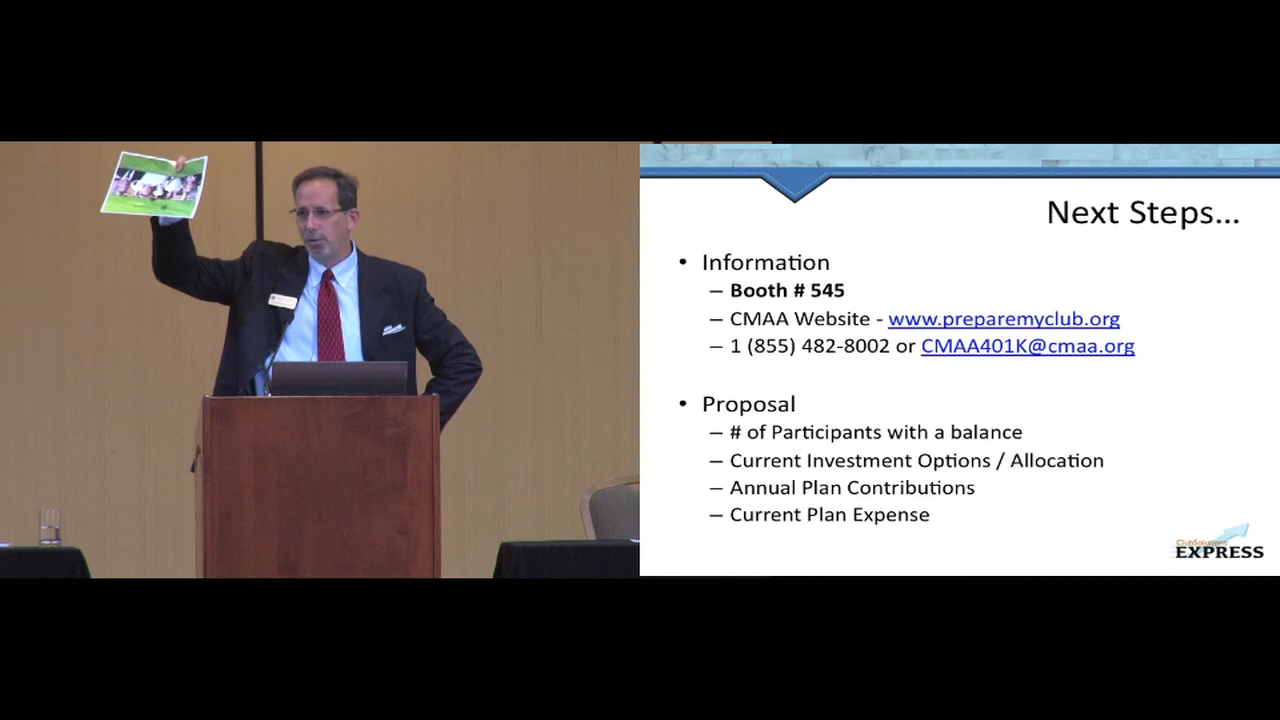 Next Steps...
• Information
– Booth # 545
– CMAA Website - www.preparemyclub.org
– 1 (855) 482-8002 or CMAA401K@cmaa.org
• Proposal
– # of Participants with a balance
– Current Investment Options / Allocation
– Annual Plan Contributions
– Current Plan Expense
ClubSolutions
EXPRESS